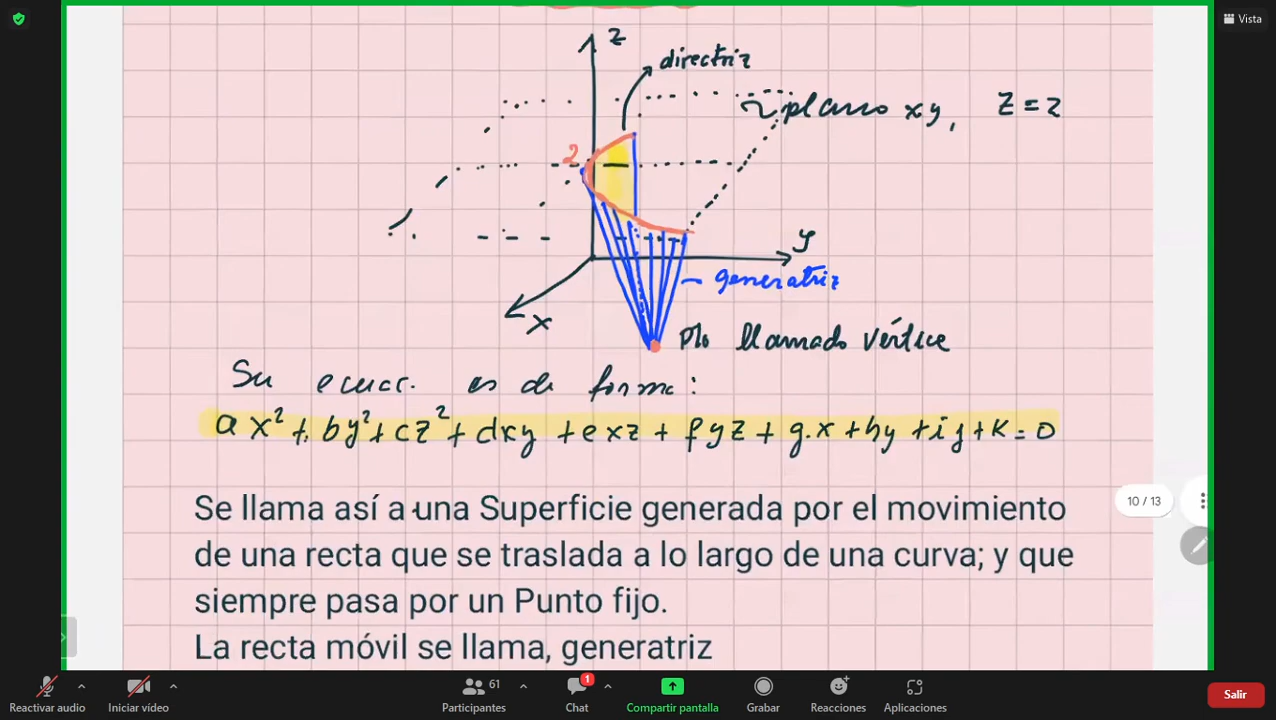 Vista
z
directriz
plano xy, Z = 2
2
y
generatriz
x
Pto llamado vértice
Su ecuac. es de forma:
ax² + by² + cz² + dxy + exz + fyz + g.x + hy + iz + K = 0
10 / 13
Se llama así a una Superficie generada por el movimiento
de una recta que se traslada a lo largo de una curva; y que
siempre pasa por un Punto fijo.
La recta móvil se llama, generatriz
Reactivar audio
Iniciar vídeo
61
Participantes
1
Chat
Compartir pantalla
Grabar
Reacciones
Aplicaciones
Salir